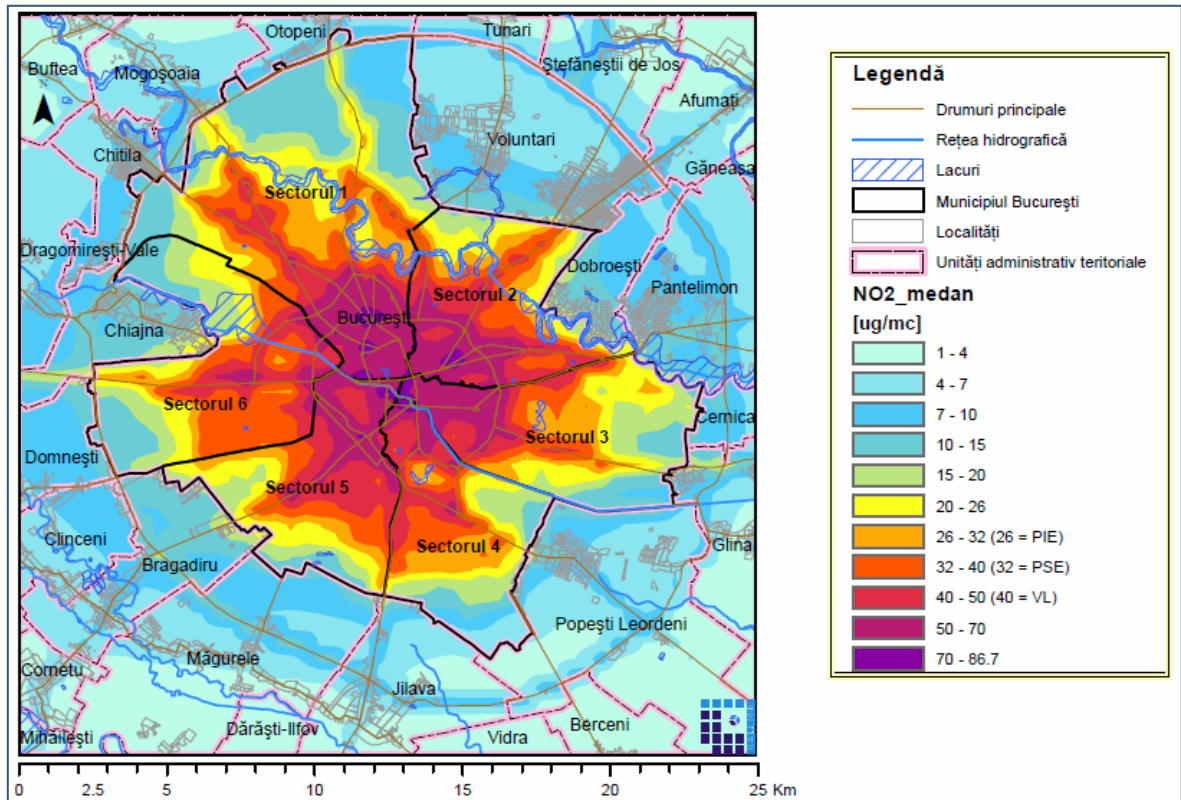 Otopeni
Tunari
Buftea
Mogoşoaia
Ştefăneştii de Jos
Afumaţi
Voluntari
Chitila
Găneasa
Sectorul 1
Dragomireşti-Vale
Dobroeşti
Pantelimon
Sectorul 2
Bucureşti
Chiajna
Sectorul 6
Cernica
Sectorul 3
Domneşti
Sectorul 5
Sectorul 4
Clinceni
Glina
Bragadiru
Popeşti Leordeni
Măgurele
Cornetu
Jilava
Dărăşti-Ilfov
Berceni
Mihăileşti
Vidra
0 2.5 5 10 15 20 25 Km
Legendă
Drumuri principale
Reţea hidrografică
Lacuri
Municipiul Bucureşti
Localităţi
Unităţi administrativ teritoriale
NO2_medan
[ug/mc]
1 - 4
4 - 7
7 - 10
10 - 15
15 - 20
20 - 26
26 - 32 (26 = PIE)
32 - 40 (32 = PSE)
40 - 50 (40 = VL)
50 - 70
70 - 86.7